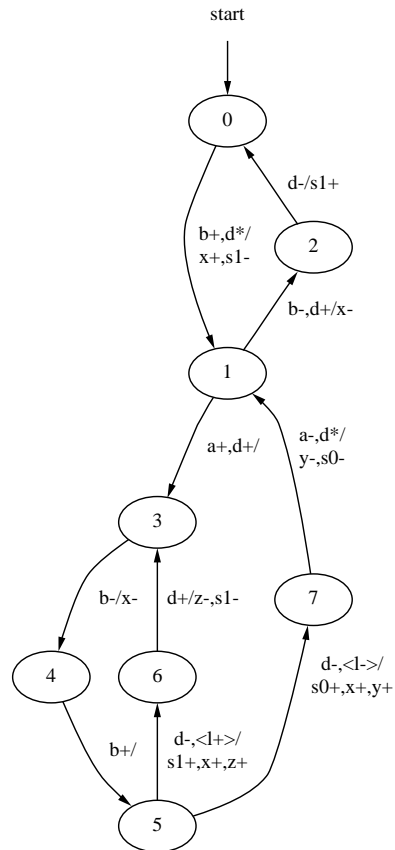 start
0
d-/s1+
b+,d*/
x+,s1-
2
b-,d+/x-
1
a+,d+/
a-,d*/
y-,s0-
3
b-/x-
d+/z-,s1-
7
4
6
d-,<l->/
s0+,x+,y+
b+/
d-,<l+>/
s1+,x+,z+
5